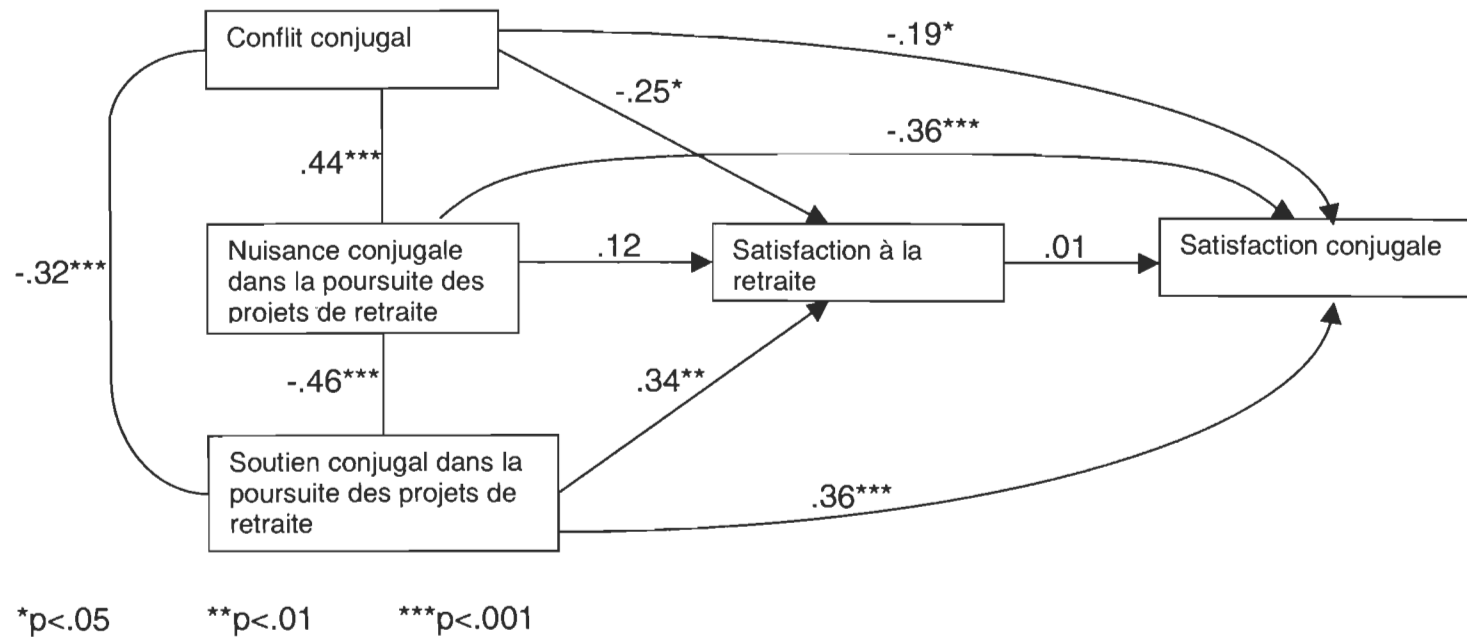 Conflit conjugal
-.19*
-.25*
-.36***
.44***
Nuisance conjugale
dans la poursuite des
projets de retraite
.12
Satisfaction à la
retraite
.01
Satisfaction conjugale
-.32***
-.46***
.34**
Soutien conjugal dans la
poursuite des projets de
retraite
.36***
*p<.05 **p<.01 ***p<.001